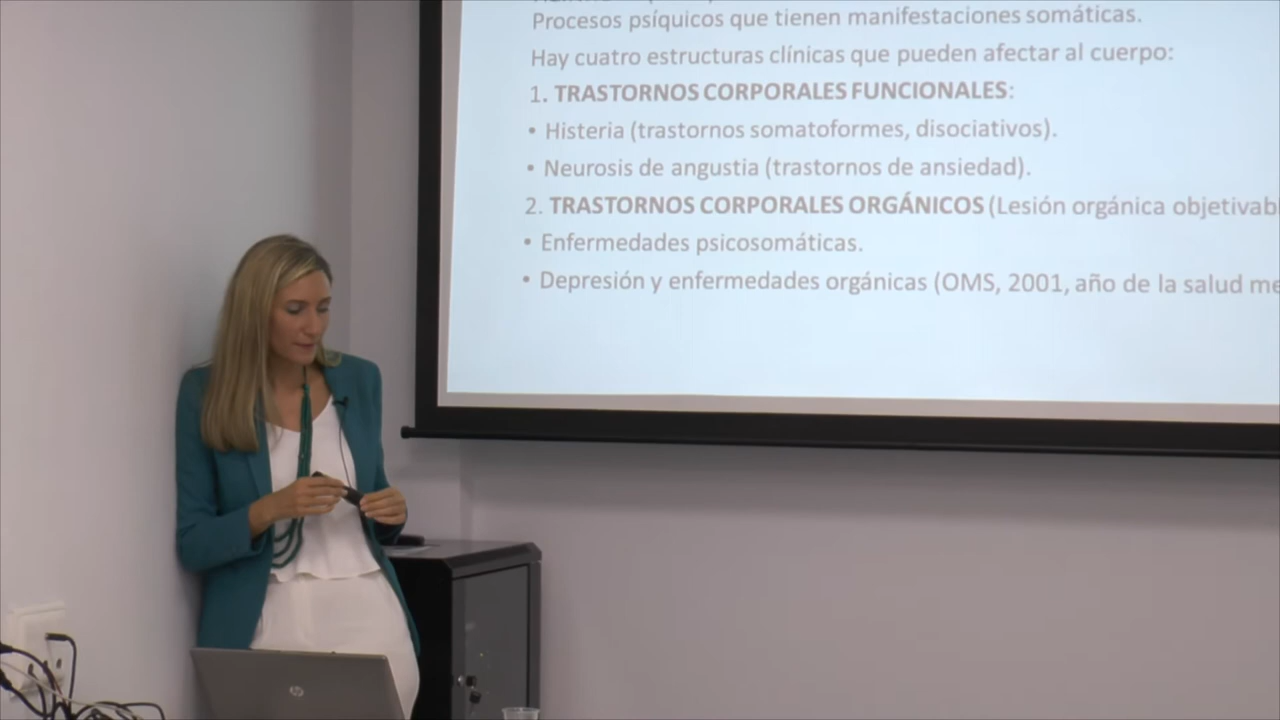 Procesos psíquicos que tienen manifestaciones somáticas.
Hay cuatro estructuras clínicas que pueden afectar al cuerpo:
1. TRASTORNOS CORPORALES FUNCIONALES:
• Histeria (trastornos somatoformes, disociativos).
• Neurosis de angustia (trastornos de ansiedad).
2. TRASTORNOS CORPORALES ORGÁNICOS (Lesión orgánica objetivab
• Enfermedades psicosomáticas.
• Depresión y enfermedades orgánicas (OMS, 2001, año de la salud me
hp